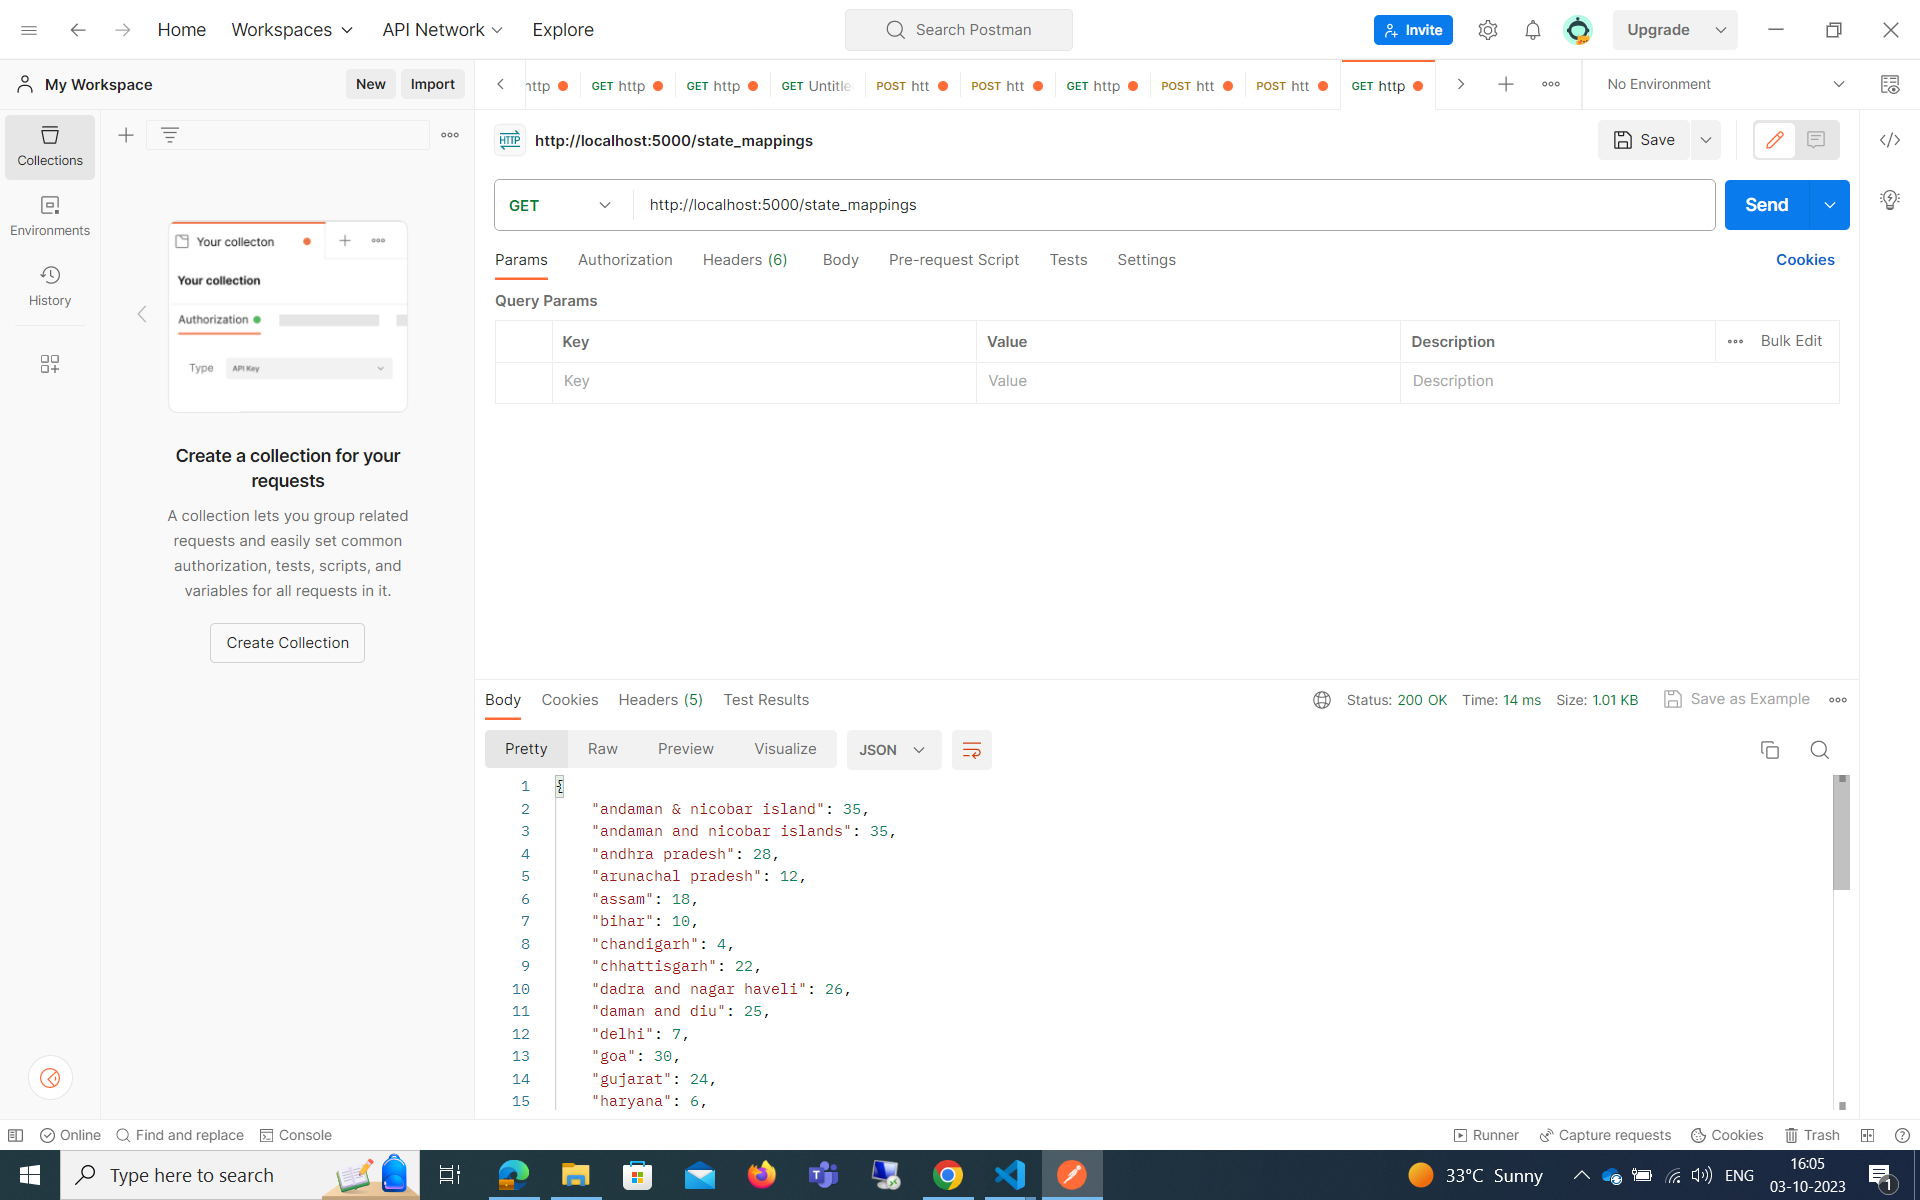 Home
Workspaces
API Network
Explore
Search Postman
Invite
Upgrade
My Workspace
New
Import
GET http
GET http
GET Untitle
POST htt
POST htt
GET http
POST htt
POST htt
GET http
No Environment
Collections
Environments
History
Your collecton
Your collection
Authorization
Type
API Key
Create a collection for your
requests
A collection lets you group related
requests and easily set common
authorization, tests, scripts, and
variables for all requests in it.
Create Collection
HTTP
http://localhost:5000/state_mappings
Save
GET
http://localhost:5000/state_mappings
Send
Params
Authorization
Headers (6)
Body
Pre-request Script
Tests
Settings
Cookies
Query Params
Key
Value
Description
Bulk Edit
Key
Value
Description
Body
Cookies
Headers (5)
Test Results
Status: 200 OK
Time: 14 ms
Size: 1.01 KB
Save as Example
Pretty
Raw
Preview
Visualize
JSON
1 {
2 "andaman & nicobar island": 35,
3 "andaman and nicobar islands": 35,
4 "andhra pradesh": 28,
5 "arunachal pradesh": 12,
6 "assam": 18,
7 "bihar": 10,
8 "chandigarh": 4,
9 "chhattisgarh": 22,
10 "dadra and nagar haveli": 26,
11 "daman and diu": 25,
12 "delhi": 7,
13 "goa": 30,
14 "gujarat": 24,
15 "haryana": 6,
Online
Find and replace
Console
Runner
Capture requests
Cookies
Trash
Type here to search
33°C Sunny
ENG
16:05
03-10-2023
1